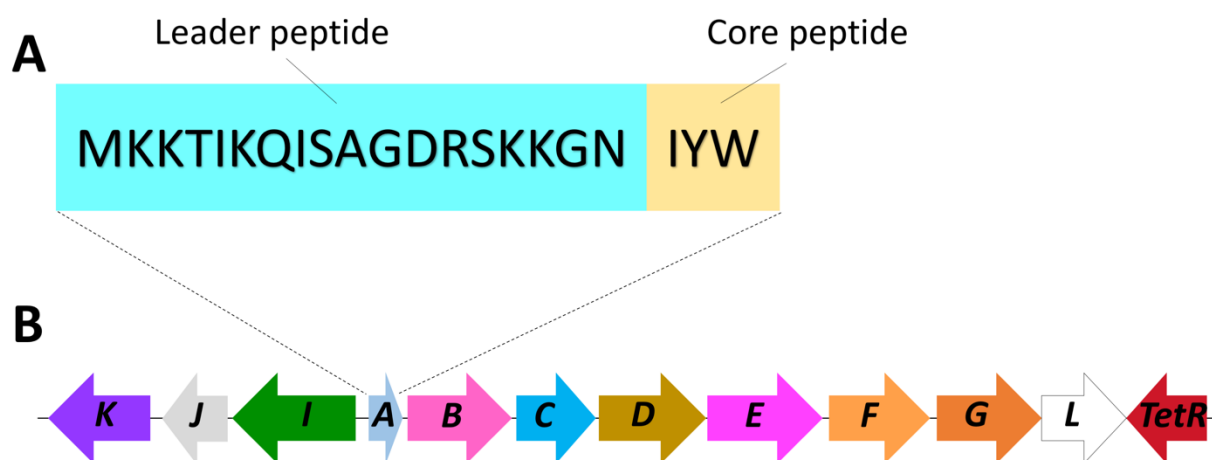 Leader peptide Core peptide
A
MKKTIKQISAGDRSKKGN IYW
B
K J I A B C D E F G L TetR